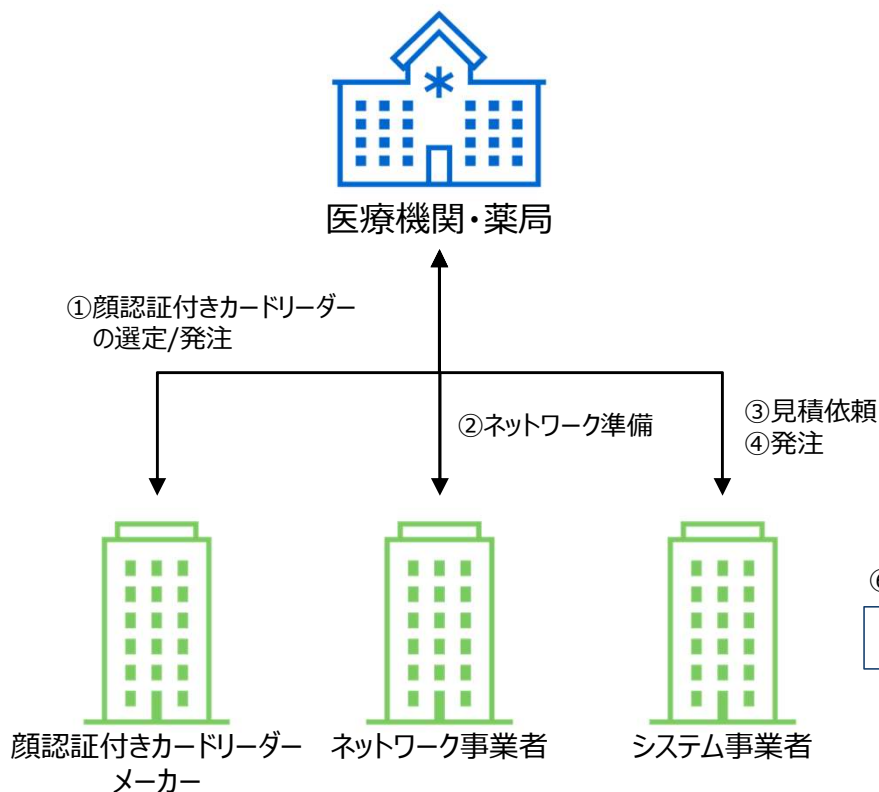 医療機関・薬局
①顔認証付きカードリーダー
の選定/発注
②ネットワーク準備
③見積依頼
④発注
顔認証付きカードリーダー
メーカー
ネットワーク事業者
システム事業者